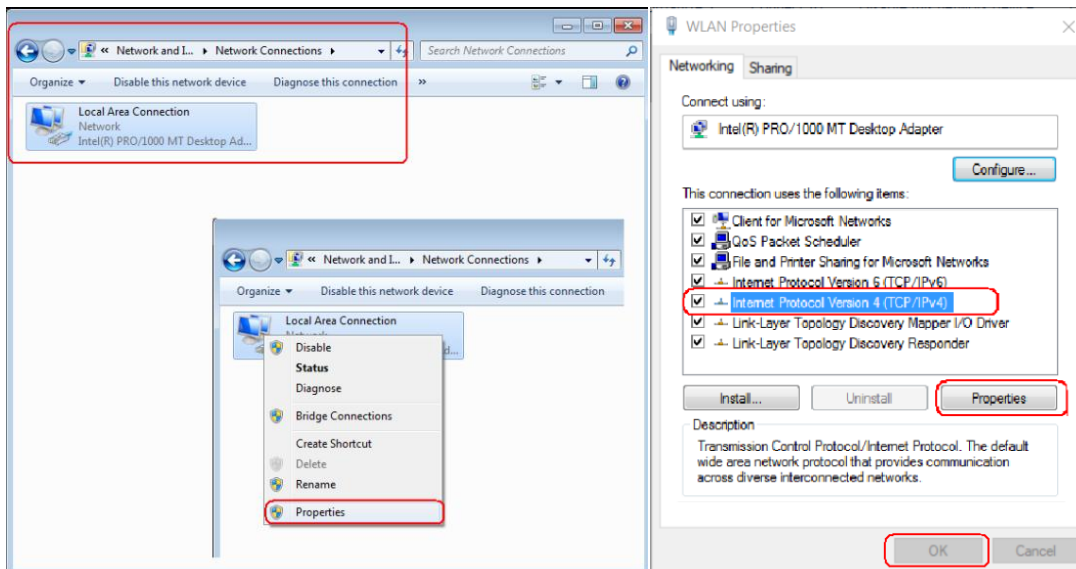 « Network and I... ▸ Network Connections ▸
Search Network Connections
Organize ▾ Disable this network device Diagnose this connection »
Local Area Connection
Network
Intel(R) PRO/1000 MT Desktop Ad...
« Network and I... ▸ Network Connections ▸
Organize ▾ Disable this network device Diagnose this connection
Local Area Connection
d...
Disable
Status
Diagnose
Bridge Connections
Create Shortcut
Delete
Rename
Properties
WLAN Properties
Networking Sharing
Connect using:
Intel(R) PRO/1000 MT Desktop Adapter
Configure...
This connection uses the following items:
Client for Microsoft Networks
QoS Packet Scheduler
File and Printer Sharing for Microsoft Networks
Internet Protocol Version 6 (TCP/IPv6)
Internet Protocol Version 4 (TCP/IPv4)
Link-Layer Topology Discovery Mapper I/O Driver
Link-Layer Topology Discovery Responder
Install... Uninstall Properties
Description
Transmission Control Protocol/Internet Protocol. The default
wide area network protocol that provides communication
across diverse interconnected networks.
OK Cancel